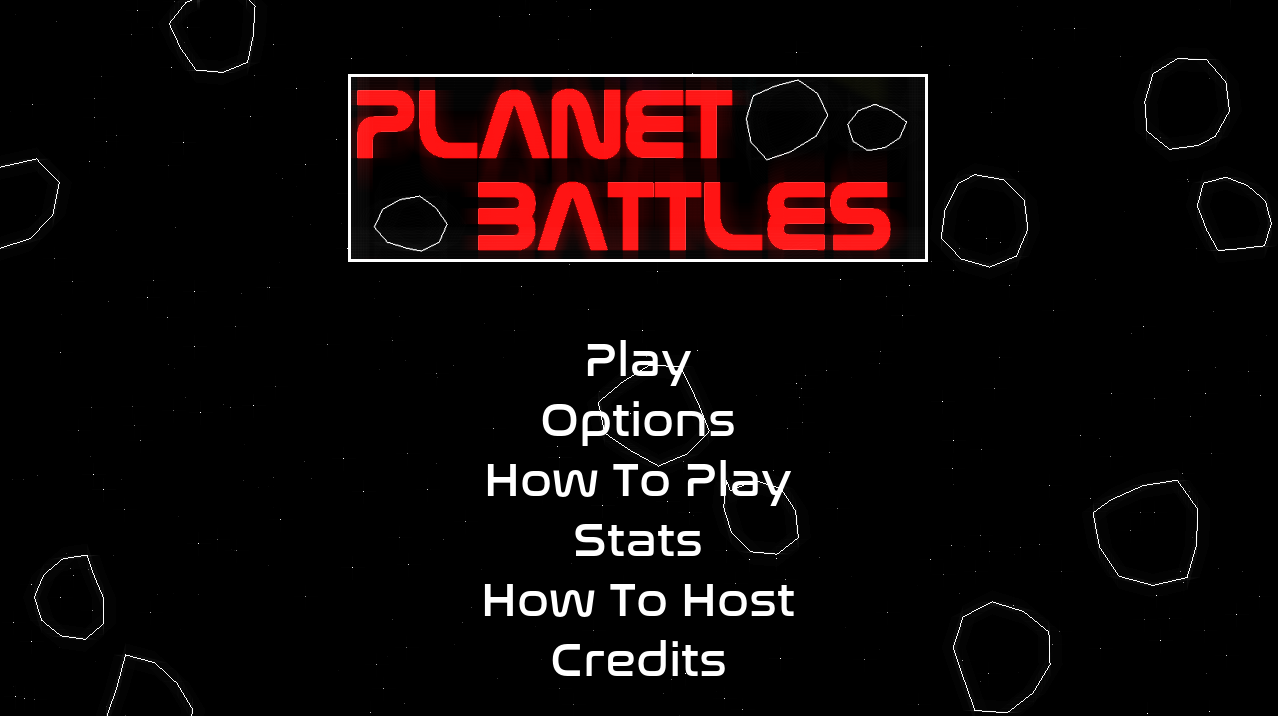 PLANET
BATTLES
Play
Options
How To Play
Stats
How To Host
Credits